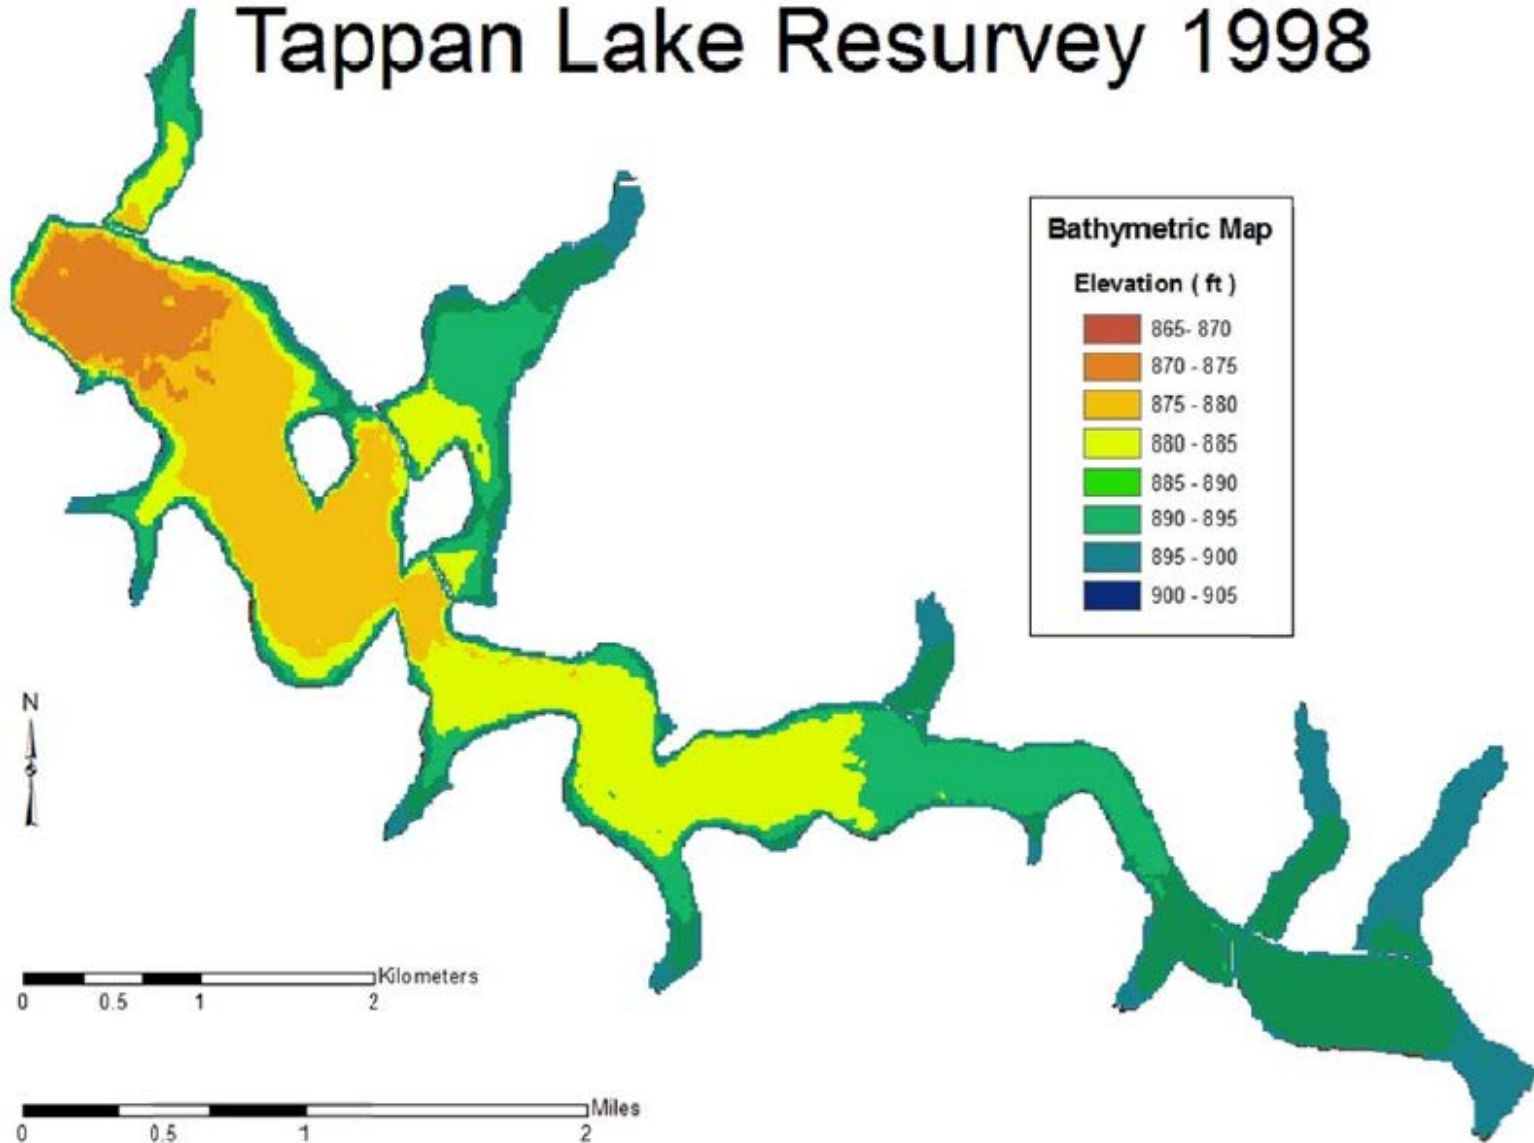 Tappan Lake Resurvey 1998
Bathymetric Map
Elevation ( ft )
865- 870
870 - 875
875 - 880
880 - 885
885 - 890
890 - 895
895 - 900
900 - 905
N
Kilometers
0 0.5 1 2
Miles
0 0.5 1 2